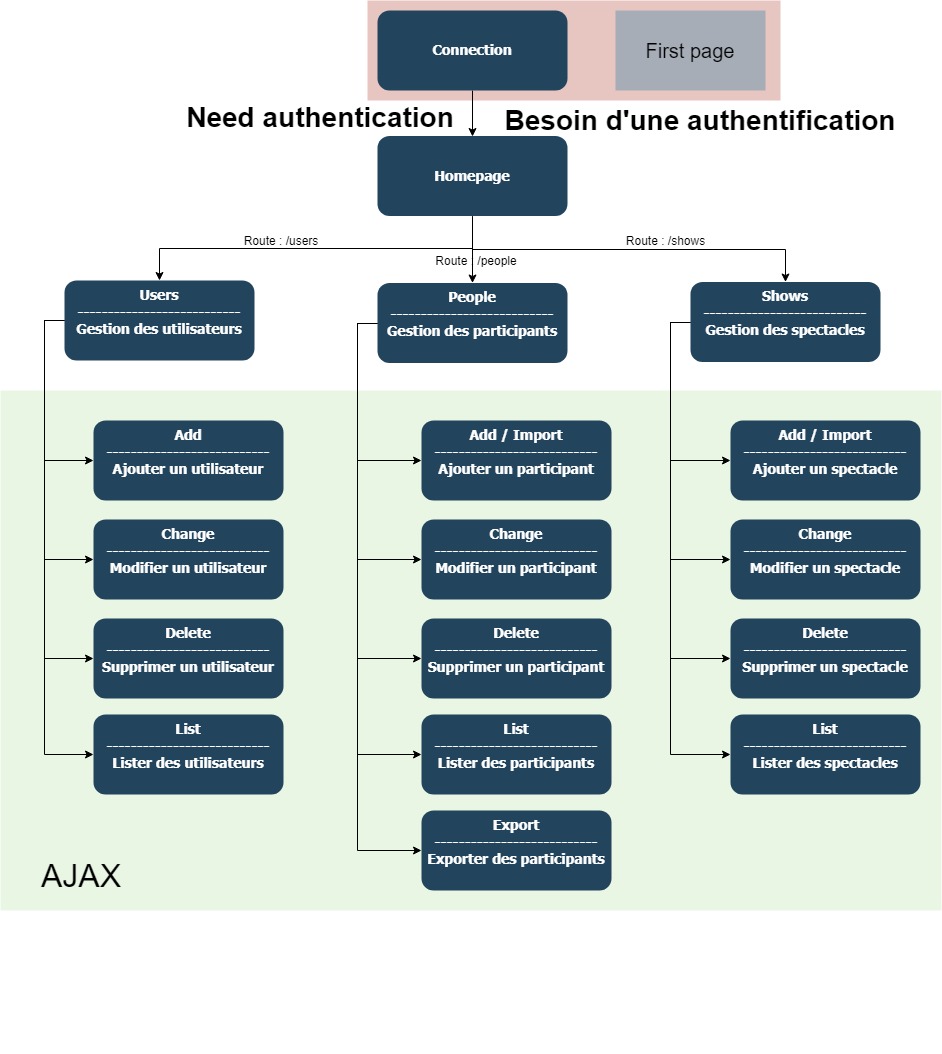 Connection
First page
Need authentication
Besoin d'une authentification
Homepage
Route : /users
Route : /shows
Route : /people
Users
---------------------------
Gestion des utilisateurs
People
---------------------------
Gestion des participants
Shows
---------------------------
Gestion des spectacles
Add
---------------------------
Ajouter un utilisateur
Add / Import
---------------------------
Ajouter un participant
Add / Import
---------------------------
Ajouter un spectacle
Change
---------------------------
Modifier un utilisateur
Change
---------------------------
Modifier un participant
Change
---------------------------
Modifier un spectacle
Delete
---------------------------
Supprimer un utilisateur
Delete
---------------------------
Supprimer un participant
Delete
---------------------------
Supprimer un spectacle
List
---------------------------
Lister des utilisateurs
List
---------------------------
Lister des participants
List
---------------------------
Lister des spectacles
Export
---------------------------
Exporter des participants
AJAX